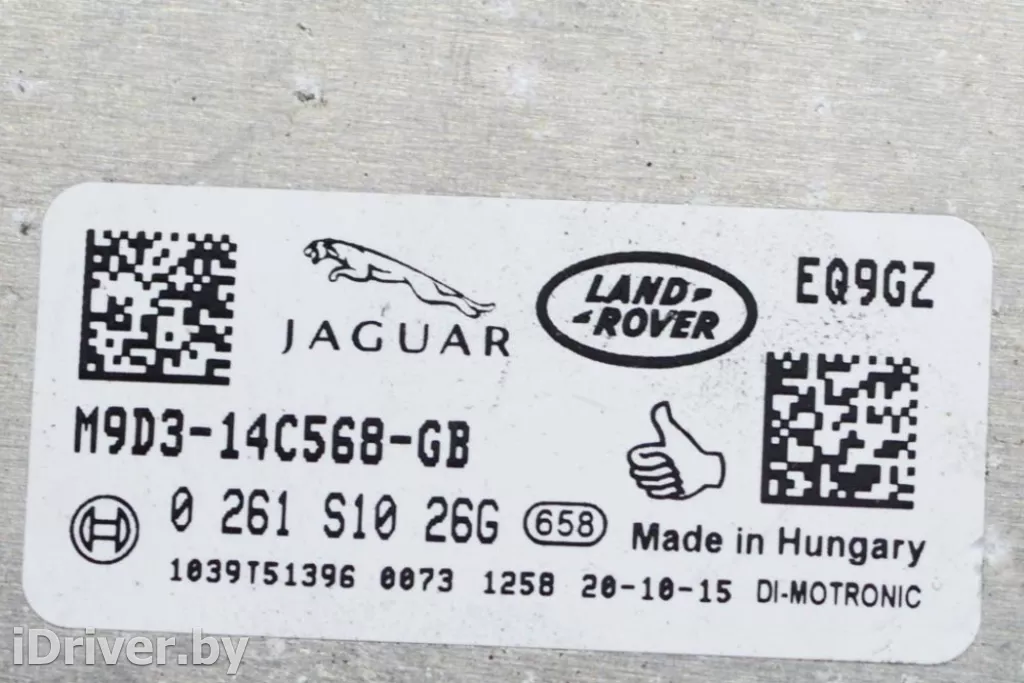 JAGUAR
LAND-
-ROVER
EQ9GZ
M9D3-14C568-GB
0 261 S10 26G 658
Made in Hungary
1039T51396 0073 1258 20-10-15 DI-MOTRONIC
iDriver.by